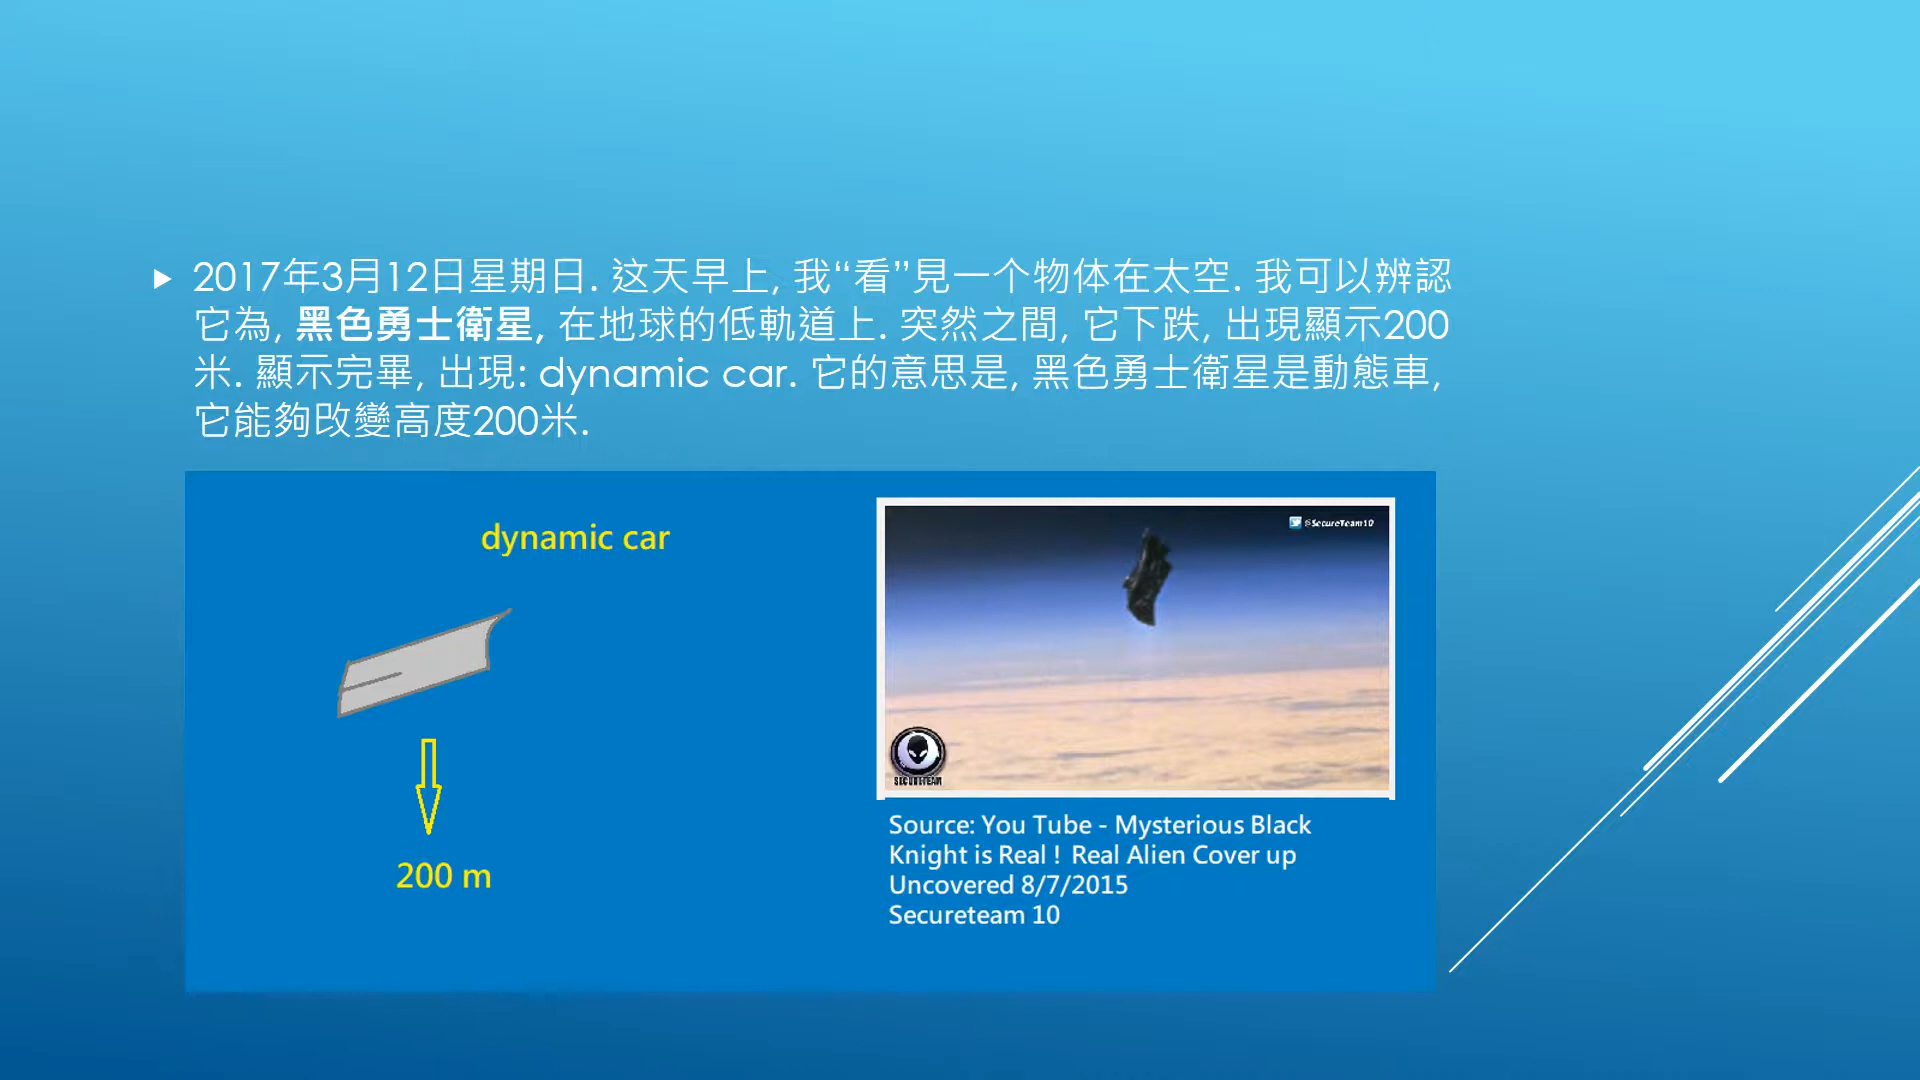 2017年3月12日星期日. 这天早上, 我“看”見一个物体在太空. 我可以辨認
它為, 黑色勇士衛星, 在地球的低軌道上. 突然之間, 它下跌, 出現顯示200
米. 顯示完畢, 出現: dynamic car. 它的意思是, 黑色勇士衛星是動態車,
它能夠改變高度200米.
dynamic car
200 m
@SecureTeam10
SECURETEAM
Source: You Tube - Mysterious Black
Knight is Real ! Real Alien Cover up
Uncovered 8/7/2015
Secureteam 10